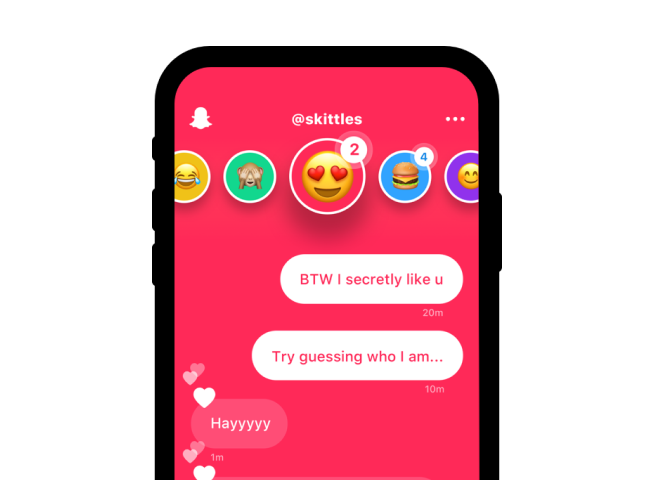 @skittles
2
4
BTW I secretly like u
20m
Try guessing who I am...
10m
Hayyyyy
1m